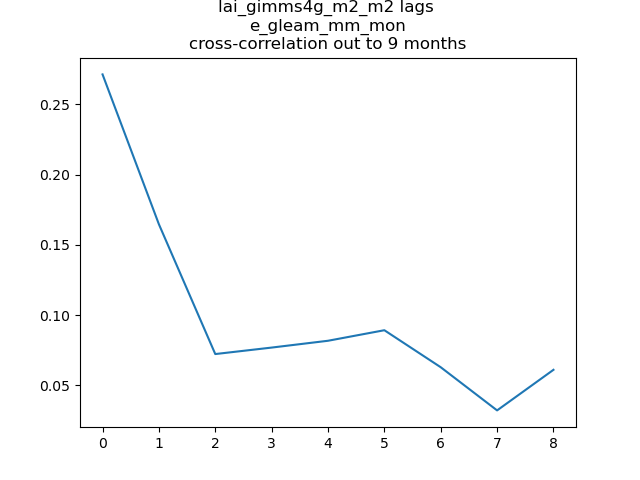 lai_gimms4g_m2_m2 lags
e_gleam_mm_mon
cross-correlation out to 9 months
0.25
0.20
0.15
0.10
0.05
0 1 2 3 4 5 6 7 8